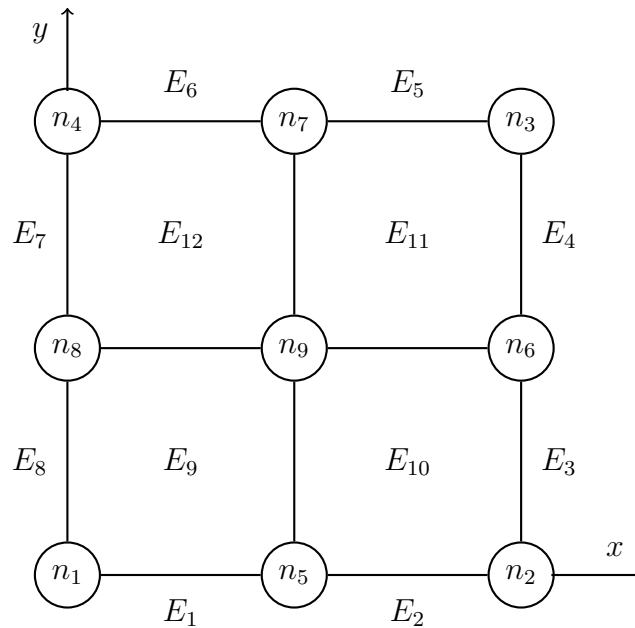 y
E₆ E₅
n₄ n₇ n₃
E₇ E₁₂ E₁₁ E₄
n₈ n₉ n₆
E₈ E₉ E₁₀ E₃
x
n₁ n₅ n₂
E₁ E₂